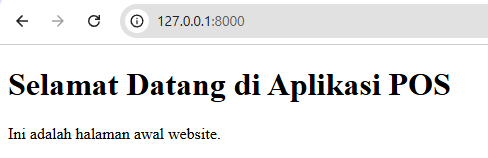 127.0.0.1:8000
Selamat Datang di Aplikasi POS
Ini adalah halaman awal website.